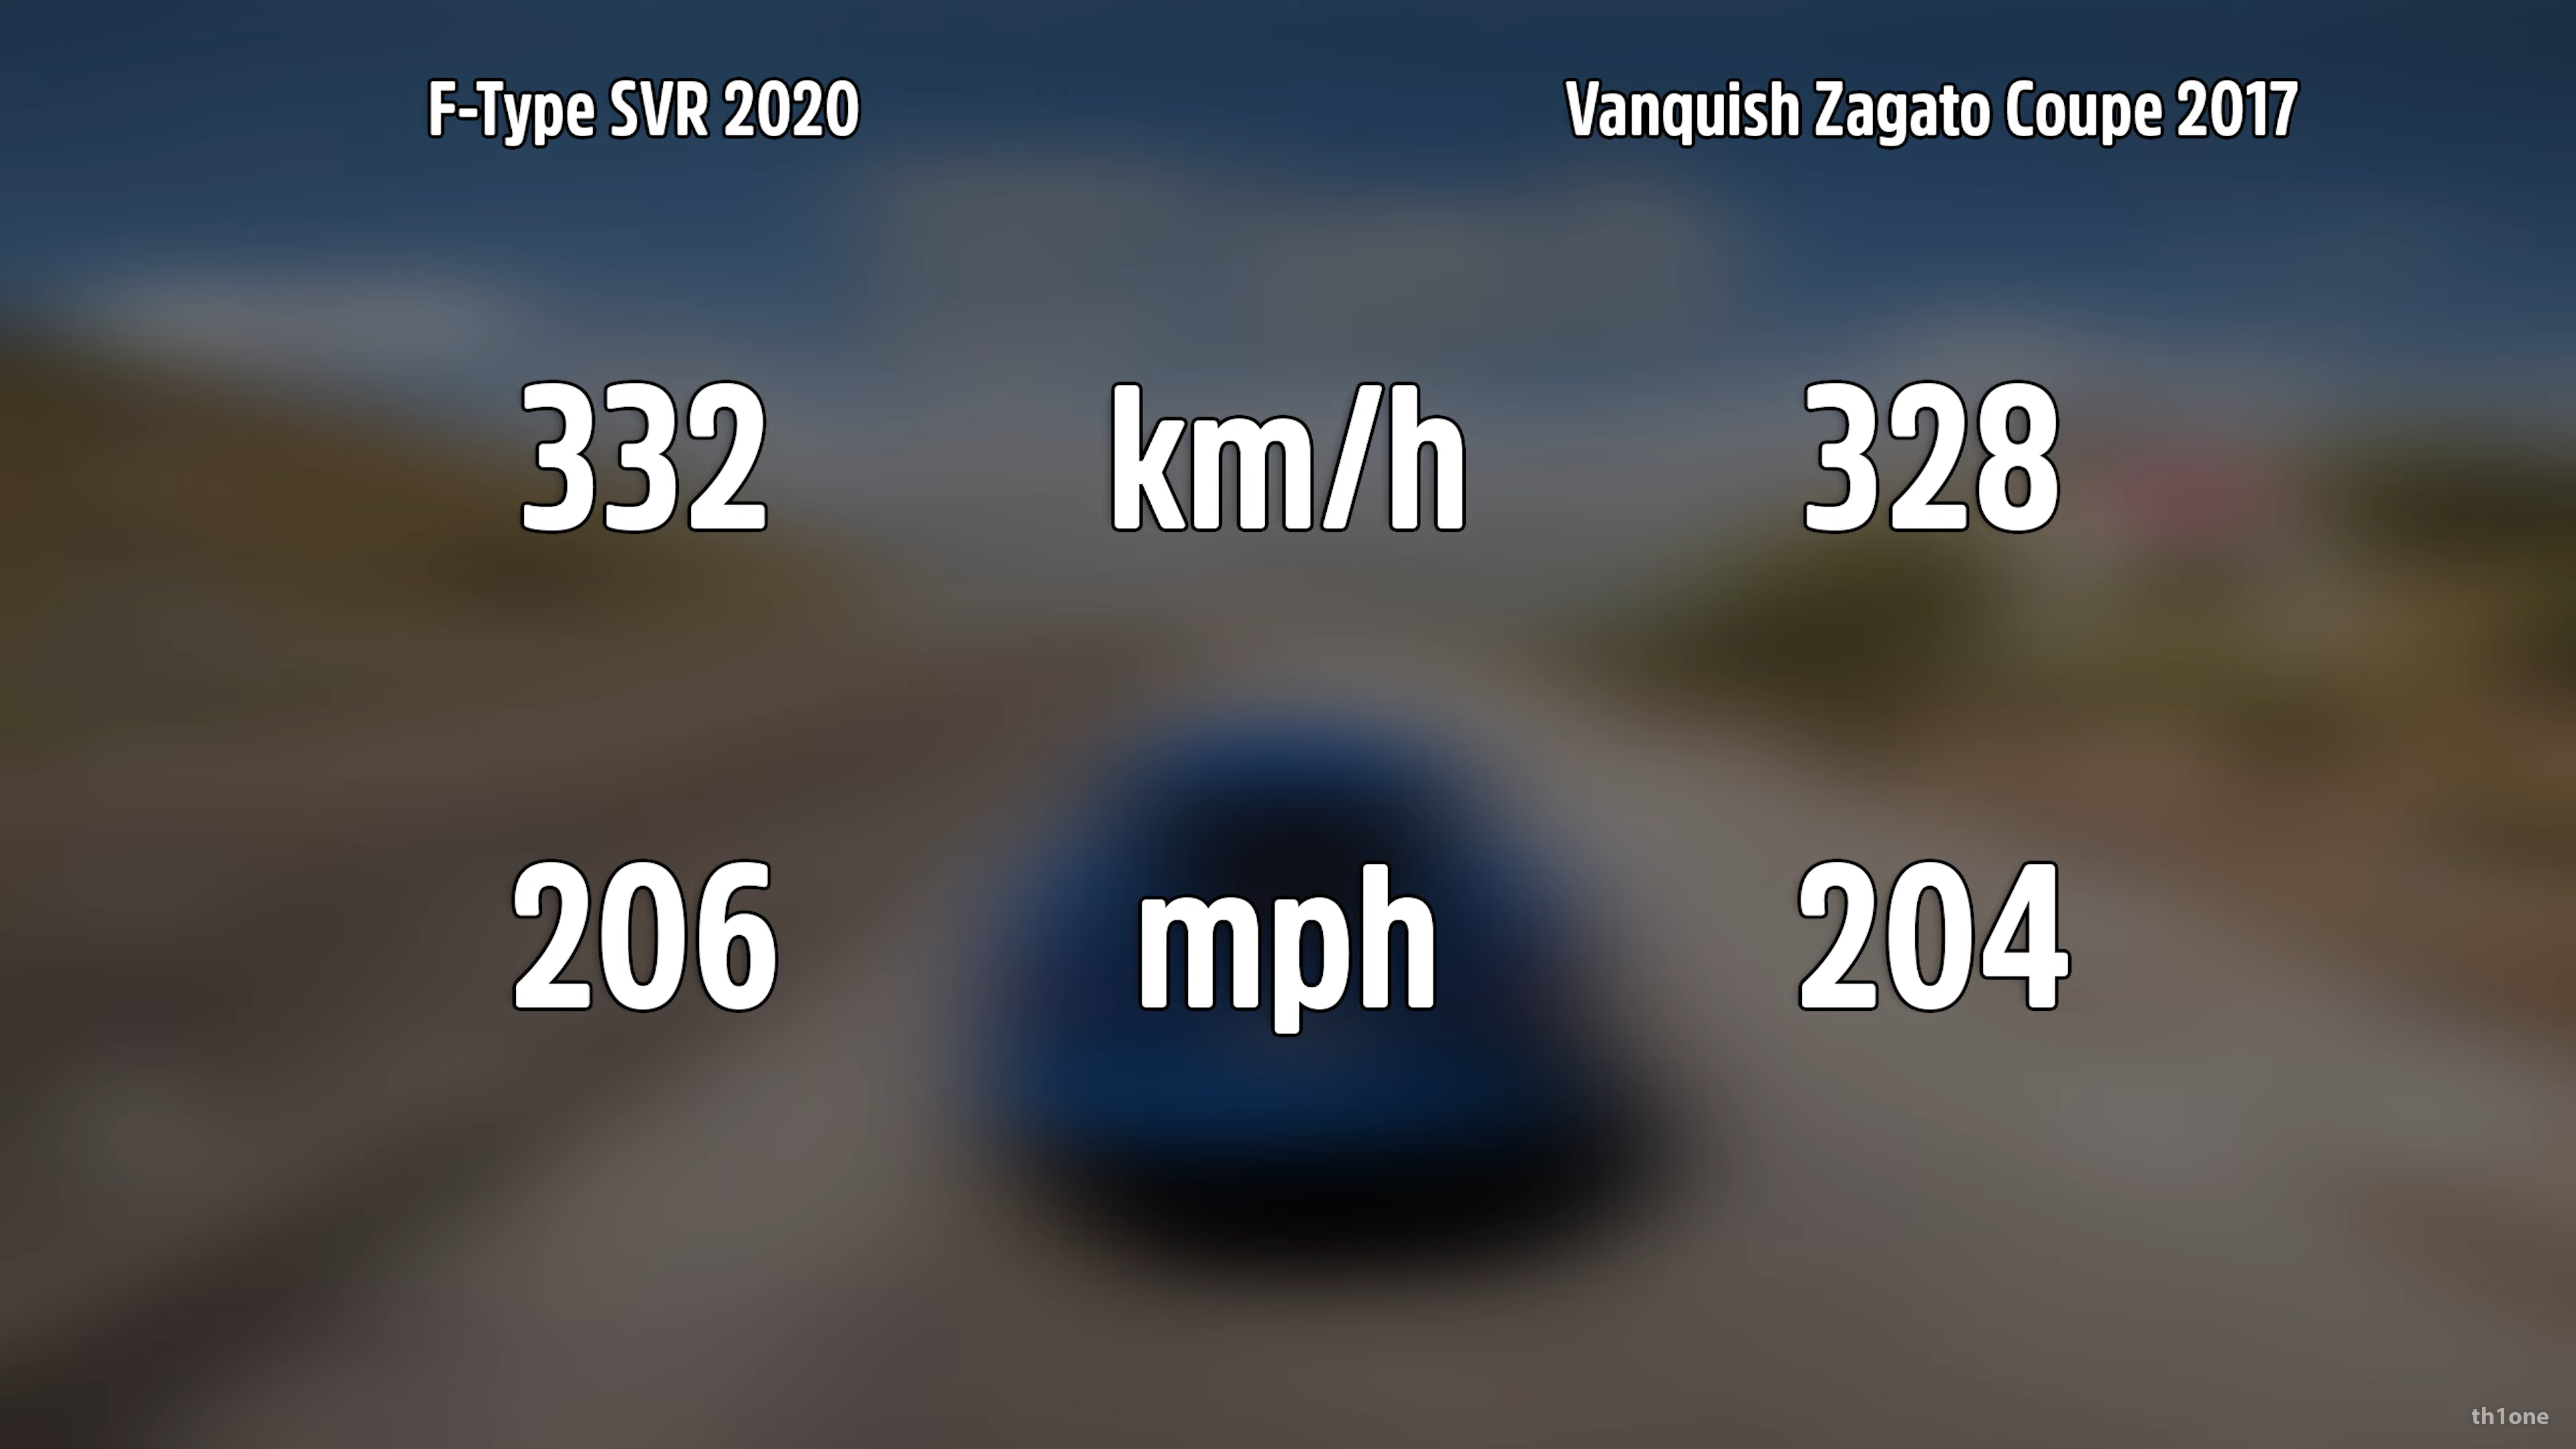 F-Type SVR 2020 Vanquish Zagato Coupe 2017
332 km/h 328
206 mph 204
th1one